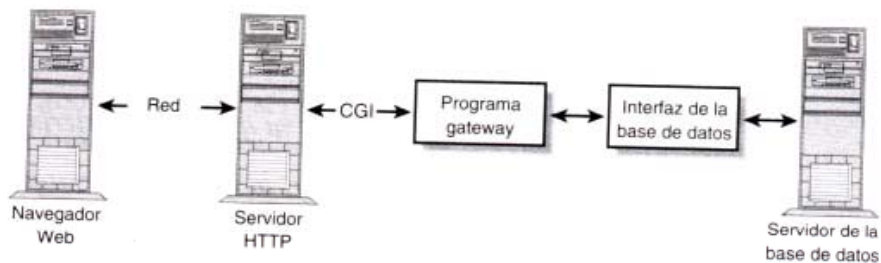 Navegador
Web
Red
Servidor
HTTP
CGI
Programa
gateway
Interfaz de la
base de datos
Servidor de la
base de datos